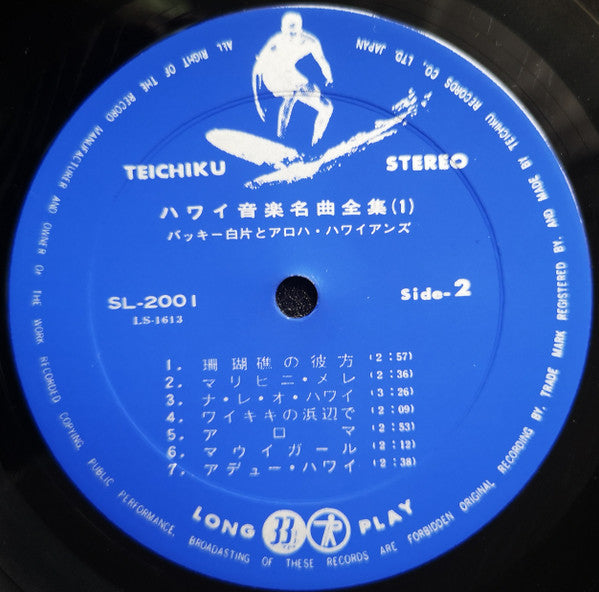 ALL RIGHT OF THE RECORD MANUFACTURER AND OWNER OF THE WORK RECORDED COPYING, PUBLIC PERFORMANCE, BROADASTING OF THESE RECORDS ARE FORBIDDEN ORIGINAL RECORDING BY. TRADE MARK REGISTERED BY. AND MADE BY TEICHIKU RECORDS CO., LTD. JAPAN
TEICHIKU STEREO
ハワイ音楽名曲全集(1)
バッキー白片とアロハ・ハワイアンズ
SL-2001 Side-2
LS-1613
1. 珊瑚礁の彼方 (2:57)
2. マリヒニ・メレ (2:36)
3. ナ・レ・オ・ハワイ (3:26)
4. ワイキキの浜辺で (2:09)
5. アロマ (2:53)
6. マウイガール (2:12)
7. アデュー・ハワイ (2:38)
LONG 33⅓ PLAY